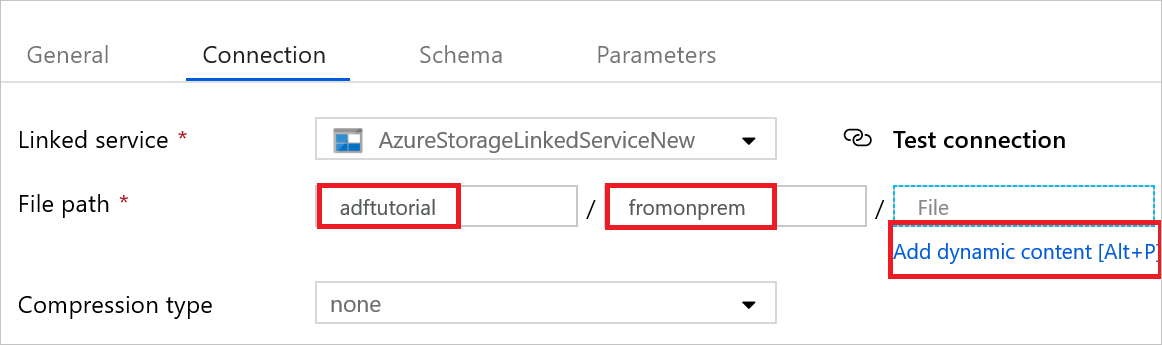 General Connection Schema Parameters
Linked service * AzureStorageLinkedServiceNew Test connection
File path * adftutorial / fromonprem / File
Add dynamic content [Alt+P]
Compression type none